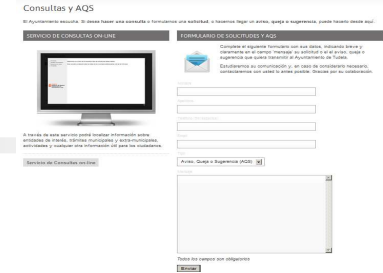 Consultas y AQS
El Ayuntamiento escucha. Si desea hacer una consulta o formularnos una solicitud, o hacernos llegar un aviso, queja o sugerencia, puede hacerlo desde aquí.
SERVICIO DE CONSULTAS ON-LINE
A través de este servicio podrá localizar información sobre
entidades de interés, trámites municipales y extra-municipales,
actividades y cualquier otra información útil para los ciudadanos.
Servicio de Consultas on-line
FORMULARIO DE SOLICITUDES Y AQS
Complete el siguiente formulario con sus datos, indicando breve y
claramente en el campo 'mensaje' su solicitud o el aviso, queja o
sugerencia que quiera transmitir al Ayuntamiento de Tudela.
Estudiaremos su comunicación y, en caso de considerarlo necesario,
contactaremos con usted lo antes posible. Gracias por su colaboración.
Aviso, Queja o Sugerencia (AQS)
Todos los campos son obligatorios
Enviar